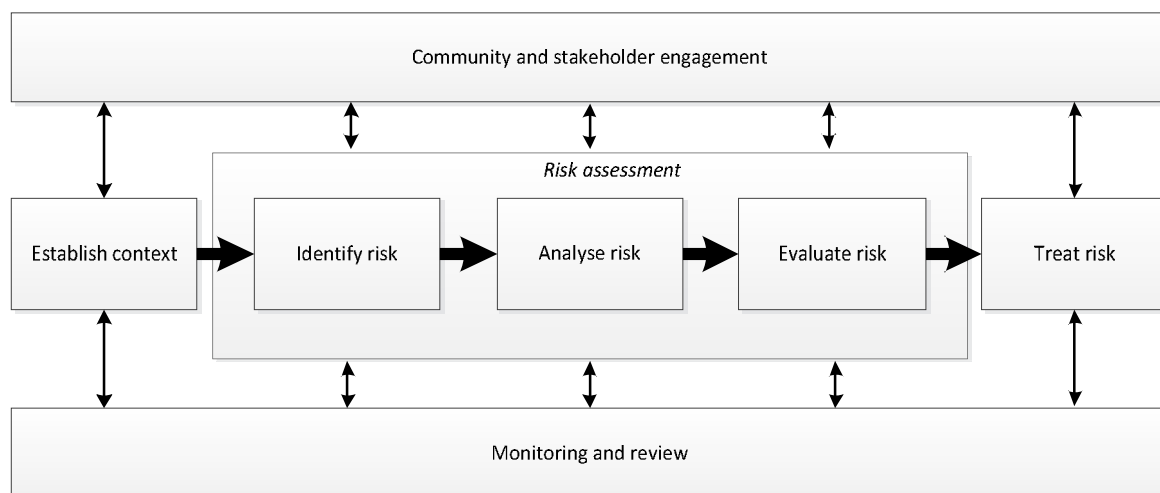 Community and stakeholder engagement
Risk assessment
Establish context
Identify risk
Analyse risk
Evaluate risk
Treat risk
Monitoring and review